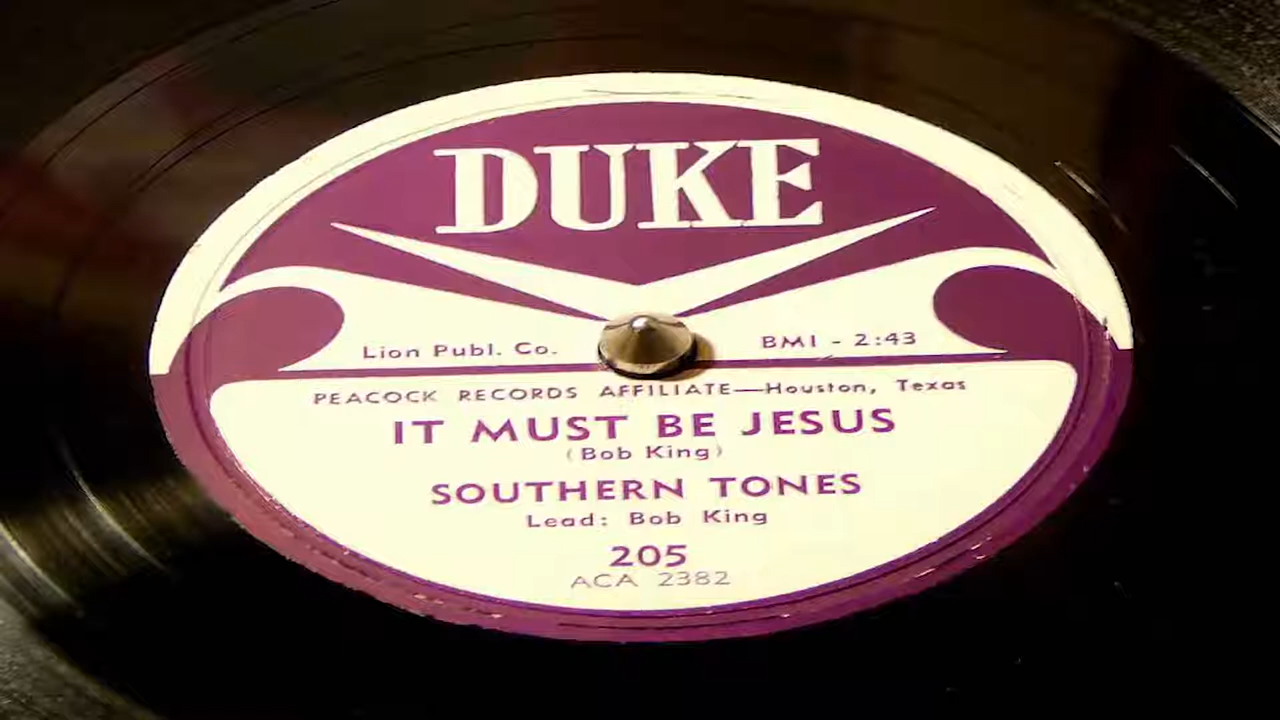 DUKE
Lion Publ. Co.
BMI - 2:43
PEACOCK RECORDS AFFILIATE—Houston, Texas
IT MUST BE JESUS
(Bob King)
SOUTHERN TONES
Lead: Bob King
205
ACA 2382